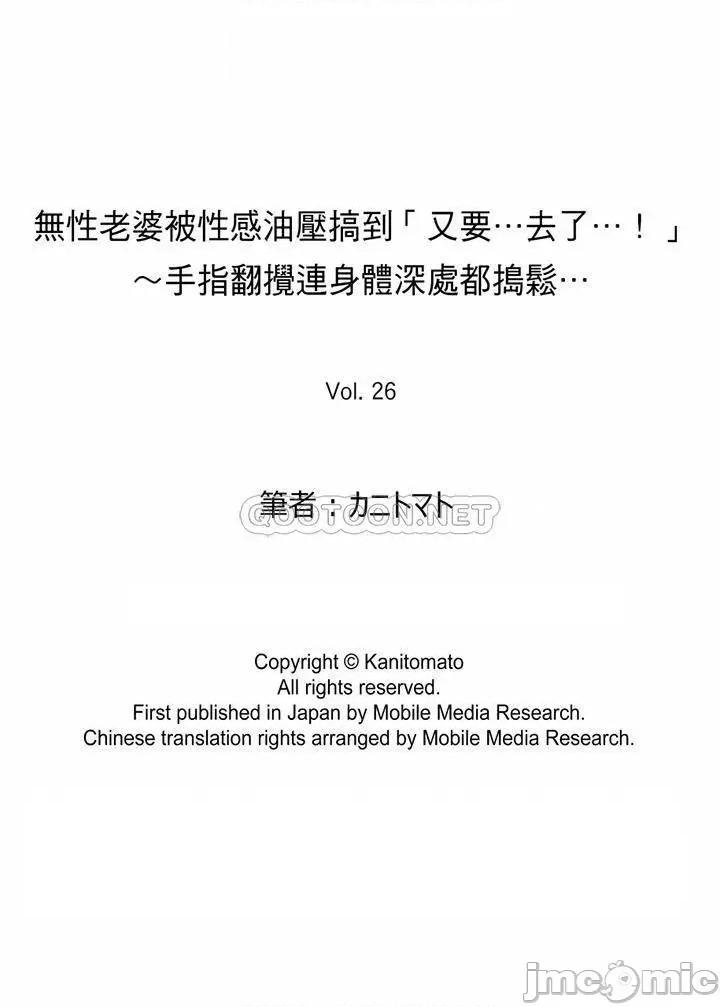 無性老婆被性感油壓搞到「又要…去了…！」
～手指翻攪連身體深處都搗鬆…
Vol. 26
筆者：カニトマト
QUOTOON.NET
Copyright © Kanitomato
All rights reserved.
First published in Japan by Mobile Media Research.
Chinese translation rights arranged by Mobile Media Research.
jmcomic